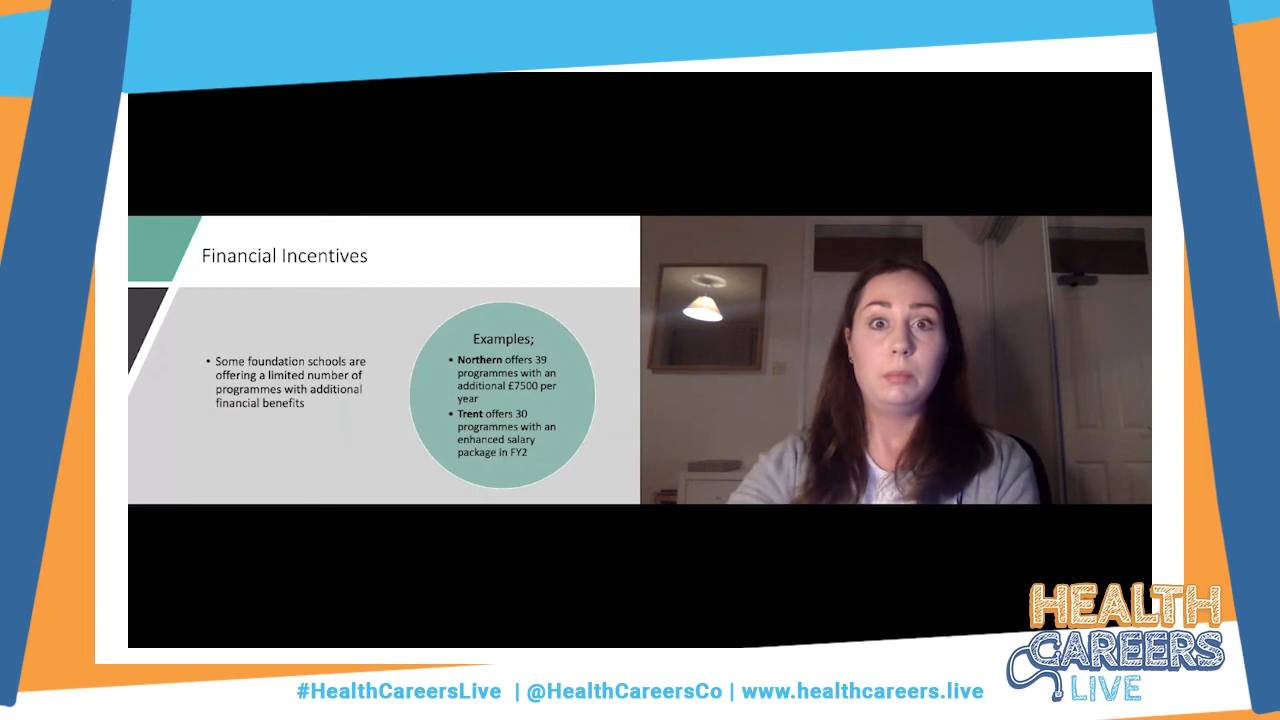 Financial Incentives
• Some foundation schools are
offering a limited number of
programmes with additional
financial benefits
Examples;
• Northern offers 39
programmes with an
additional £7500 per
year
• Trent offers 30
programmes with an
enhanced salary
package in FY2
HEALTH
CAREERS
LIVE
#HealthCareersLive | @HealthCareersCo | www.healthcareers.live